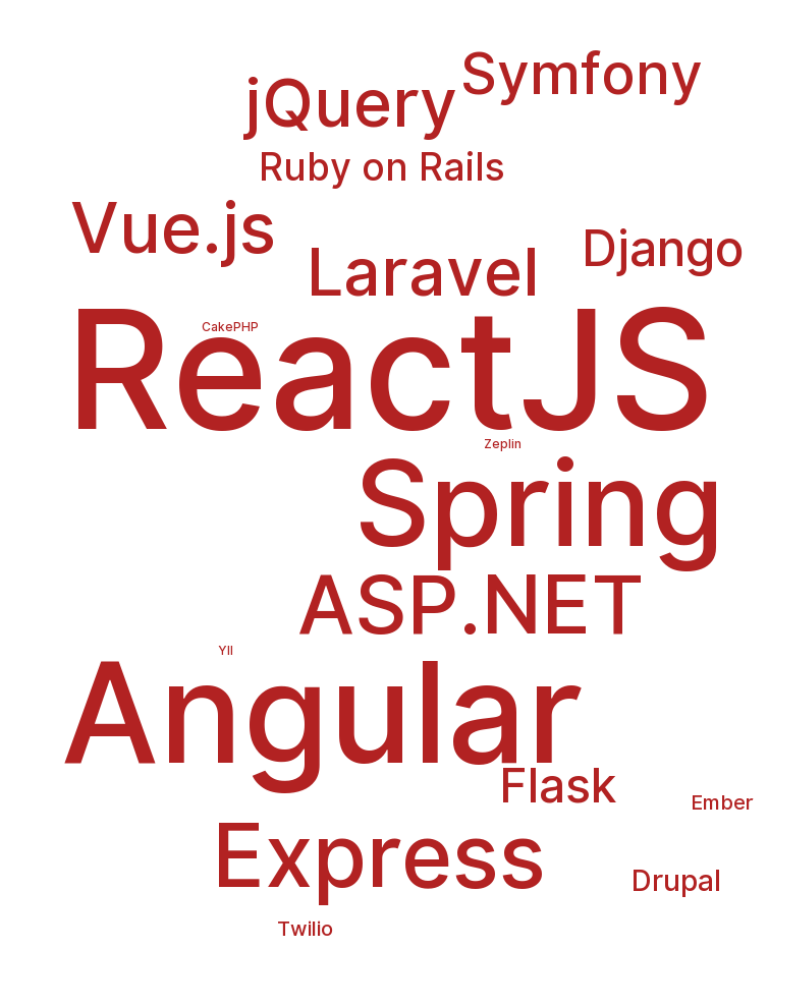 Symfony
jQuery
Ruby on Rails
Vue.js
Django
Laravel
CakePHP
ReactJS
Zeplin
Spring
ASP.NET
YII
Angular
Flask
Ember
Express
Drupal
Twilio